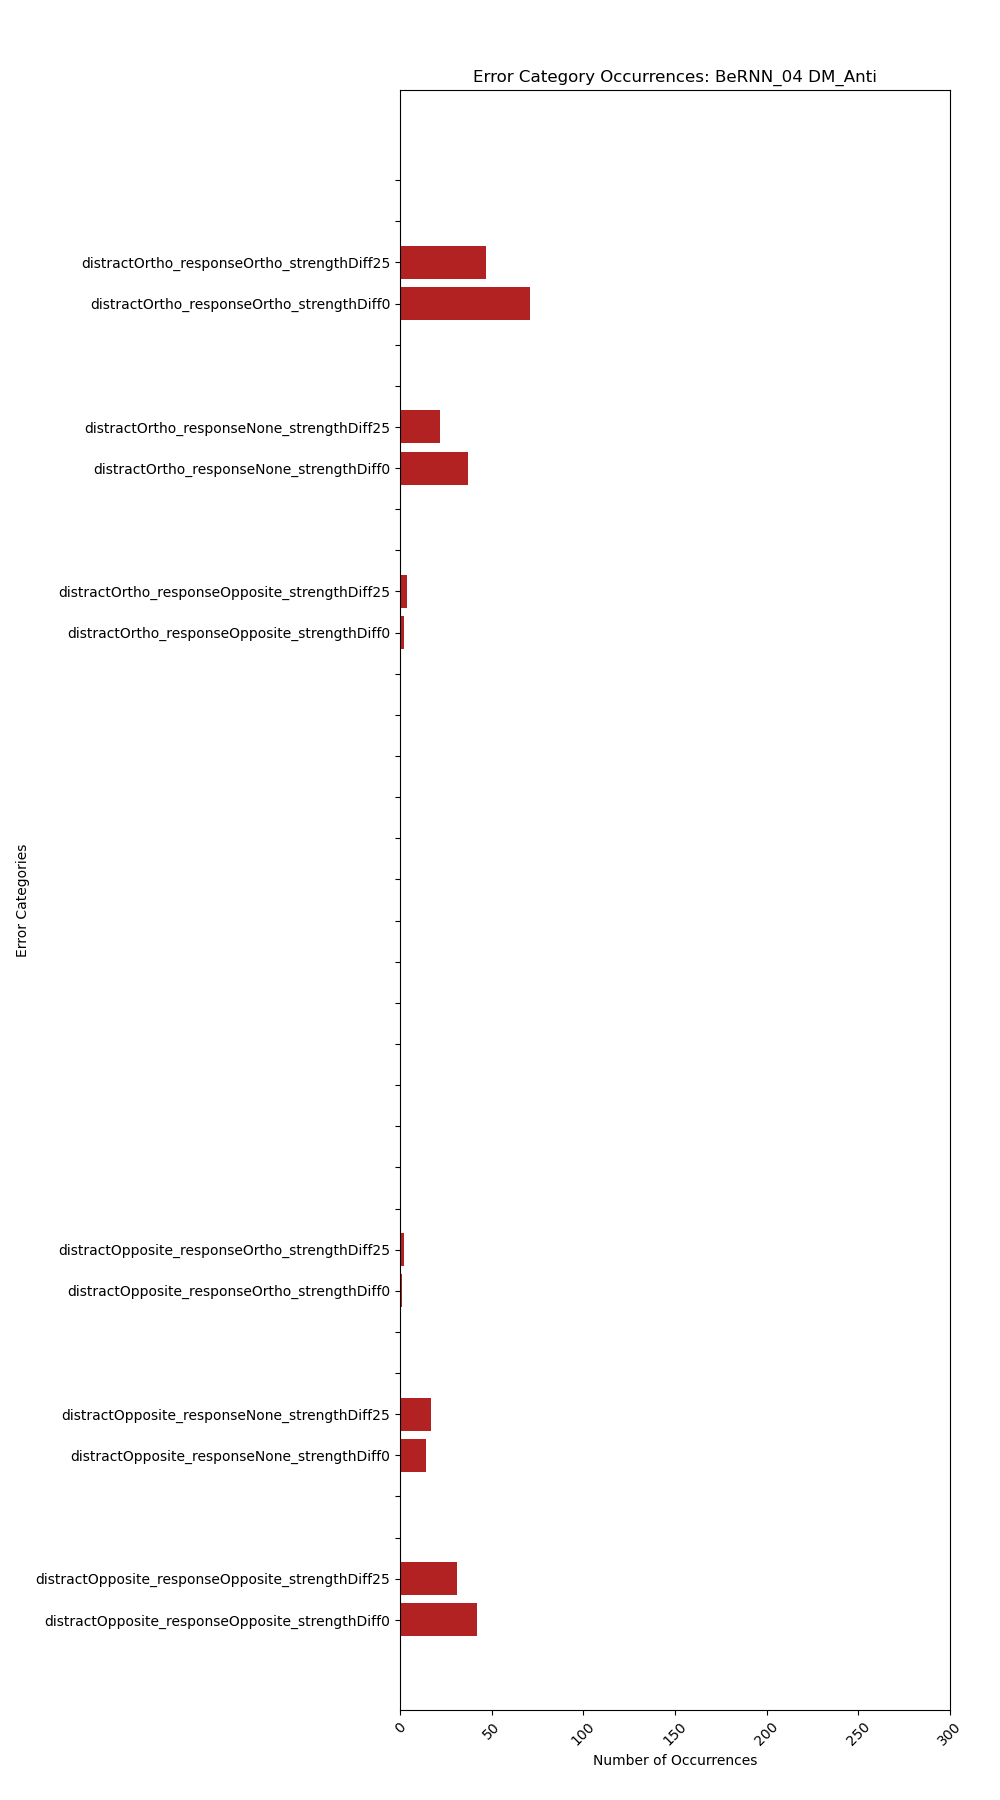 Error Category Occurrences: BeRNN_04 DM_Anti
distractOrtho_responseOrtho_strengthDiff25
distractOrtho_responseOrtho_strengthDiff0
distractOrtho_responseNone_strengthDiff25
distractOrtho_responseNone_strengthDiff0
distractOrtho_responseOpposite_strengthDiff25
distractOrtho_responseOpposite_strengthDiff0
Error Categories
distractOpposite_responseOrtho_strengthDiff25
distractOpposite_responseOrtho_strengthDiff0
distractOpposite_responseNone_strengthDiff25
distractOpposite_responseNone_strengthDiff0
distractOpposite_responseOpposite_strengthDiff25
distractOpposite_responseOpposite_strengthDiff0
0 50 100 150 200 250 300
Number of Occurrences